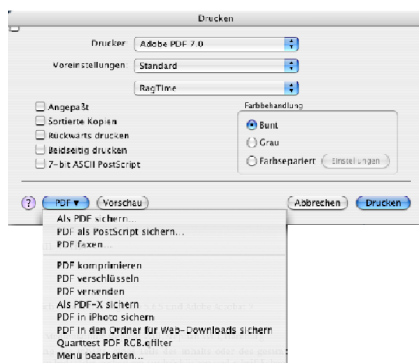 Drucken
Drucker: Adobe PDF 7.0
Voreinstellungen: Standard
RagTime
Angepaßt
Sortierte Kopien
Rückwärts drucken
Beidseitig drucken
7-bit ASCII PostScript
Farbbehandlung
Bunt
Grau
Farbsepariert Einstellungen
? PDF ▼ Vorschau Abbrechen Drucken
Als PDF sichern...
PDF als PostScript sichern...
PDF faxen...
PDF komprimieren
PDF verschlüsseln
PDF versenden
Als PDF-X sichern
PDF in iPhoto sichern
PDF in den Ordner für Web-Downloads sichern
Quarttest PDF RGB.qfilter
Menü bearbeiten...